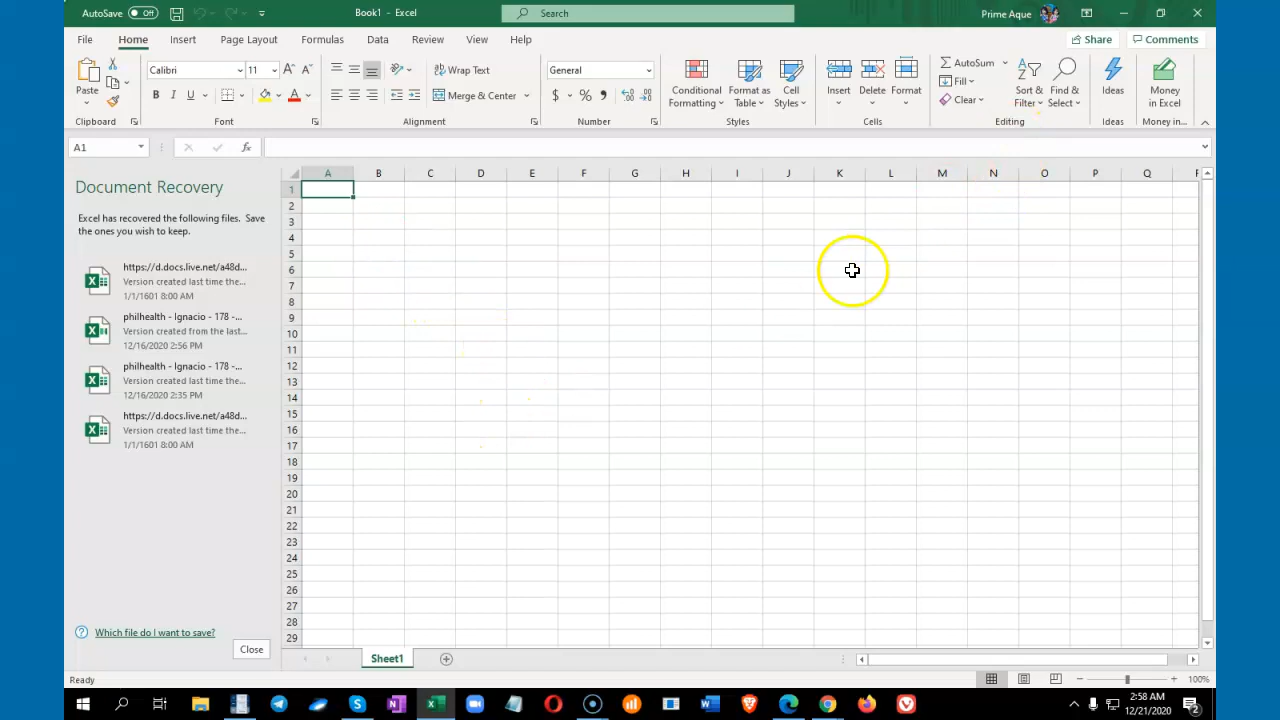 AutoSave Off Book1 - Excel Search Prime Aque
File Home Insert Page Layout Formulas Data Review View Help Share Comments
Paste Calibri 11 A A Wrap Text General Conditional Formatting Format as Table Cell Styles Insert Delete Format AutoSum Fill Clear Sort & Filter Find & Select Ideas Money in Excel
B I U A Merge & Center $ % 9
Clipboard Font Alignment Number Styles Cells Editing Ideas Money in...
A1 fx
A B C D E F G H I J K L M N O P Q
Document Recovery
Excel has recovered the following files. Save
the ones you wish to keep.
https://d.docs.live.net/a48d...
Version created last time the...
1/1/1601 8:00 AM
philhealth - Ignacio - 178 -...
Version created from the last...
12/16/2020 2:56 PM
philhealth - Ignacio - 178 -...
Version created last time the...
12/16/2020 2:35 PM
https://d.docs.live.net/a48d...
Version created last time the...
1/1/1601 8:00 AM
Which file do I want to save?
Close
1
2
3
4
5
6
7
8
9
10
11
12
13
14
15
16
17
18
19
20
21
22
23
24
25
26
27
28
29
Sheet1
Ready 100%
2:58 AM
12/21/2020
2